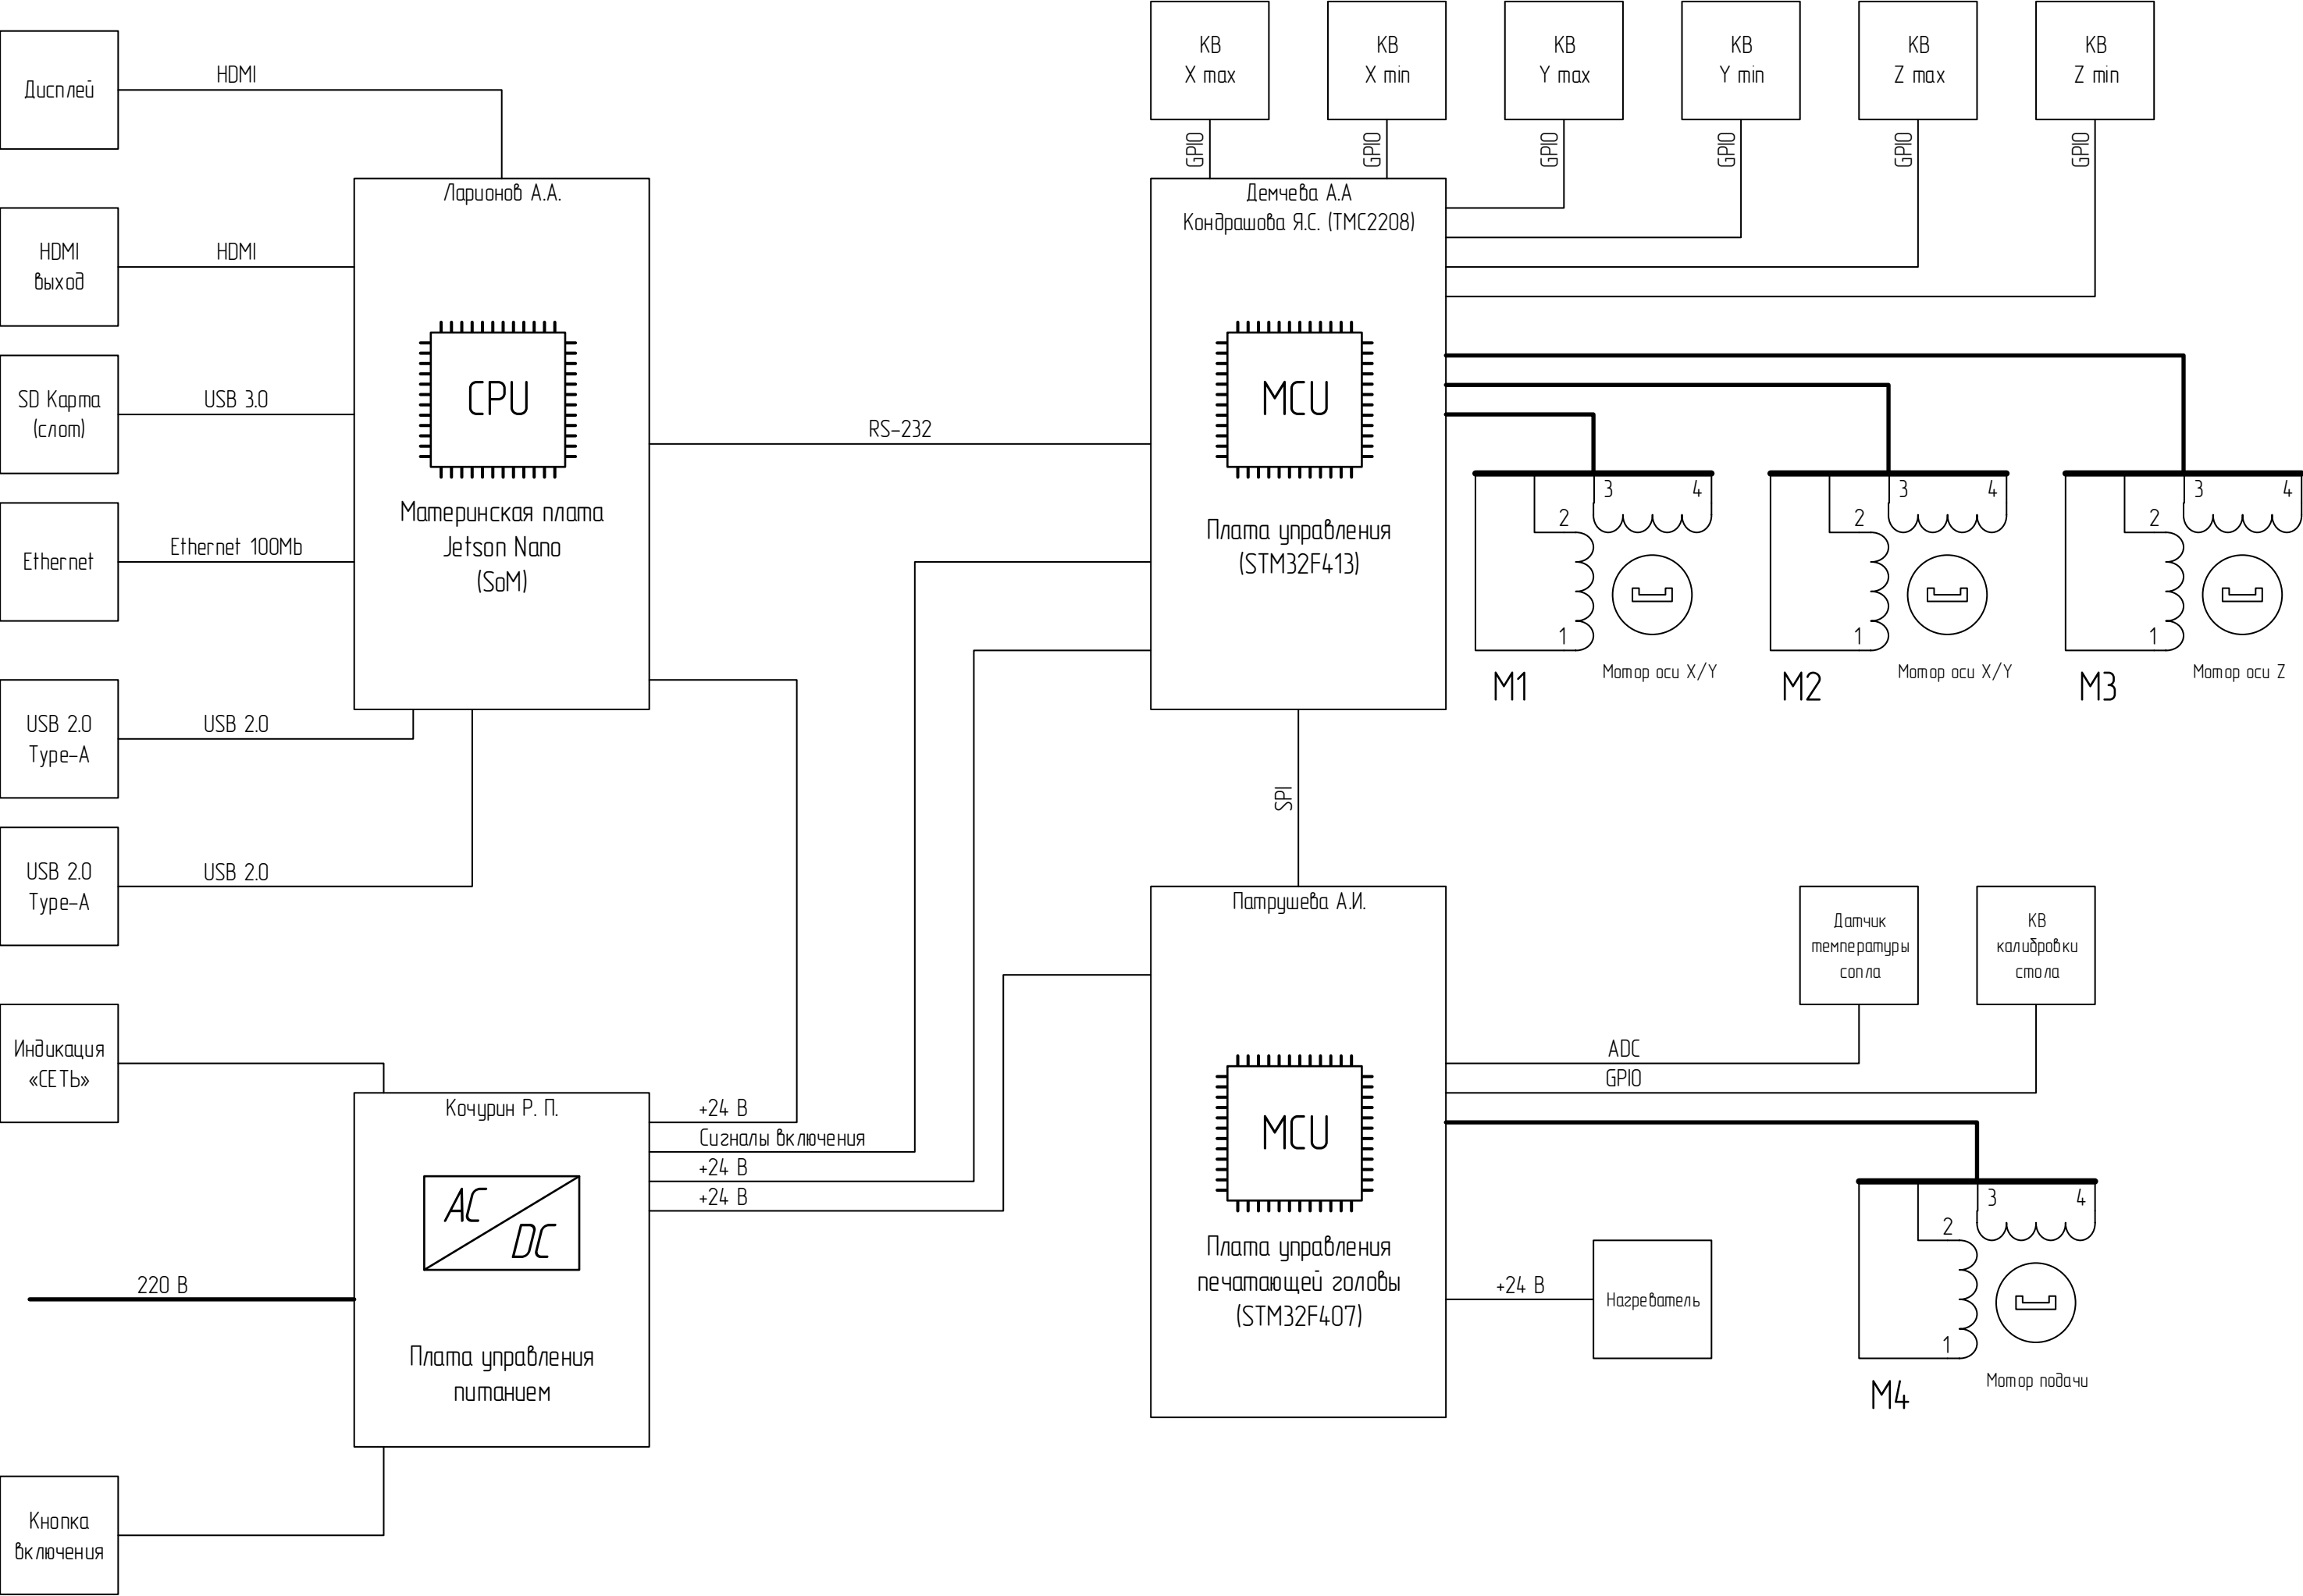 КВ
X max
КВ
X min
КВ
Y max
КВ
Y min
КВ
Z max
КВ
Z min
Дисплей
HDMI
GPIO
GPIO
GPIO
GPIO
GPIO
GPIO
Ларионов А.А.
Демчева А.А
Кондрашова Я.С. (TMC2208)
HDMI
выход
HDMI
SD Карта
(слот)
USB 3.0
CPU
RS-232
MCU
Ethernet
Ethernet 100Mb
Материнская плата
Jetson Nano
(SoM)
Плата управления
(STM32F413)
3
4
2
1
M1
Мотор оси X/Y
3
4
2
1
M2
Мотор оси X/Y
3
4
2
1
M3
Мотор оси Z
USB 2.0
Type-A
USB 2.0
SPI
USB 2.0
Type-A
USB 2.0
Патрушева А.И.
Датчик
температуры
сопла
КВ
калибровки
стола
Индикация
«СЕТЬ»
ADC
GPIO
Кочурин Р. П.
+24 В
Сигналы включения
+24 В
+24 В
AC
DC
MCU
220 В
Плата управления
печатающей головы
(STM32F407)
+24 В
Нагреватель
3
4
2
1
M4
Мотор подачи
Плата управления
питанием
Кнопка
включения